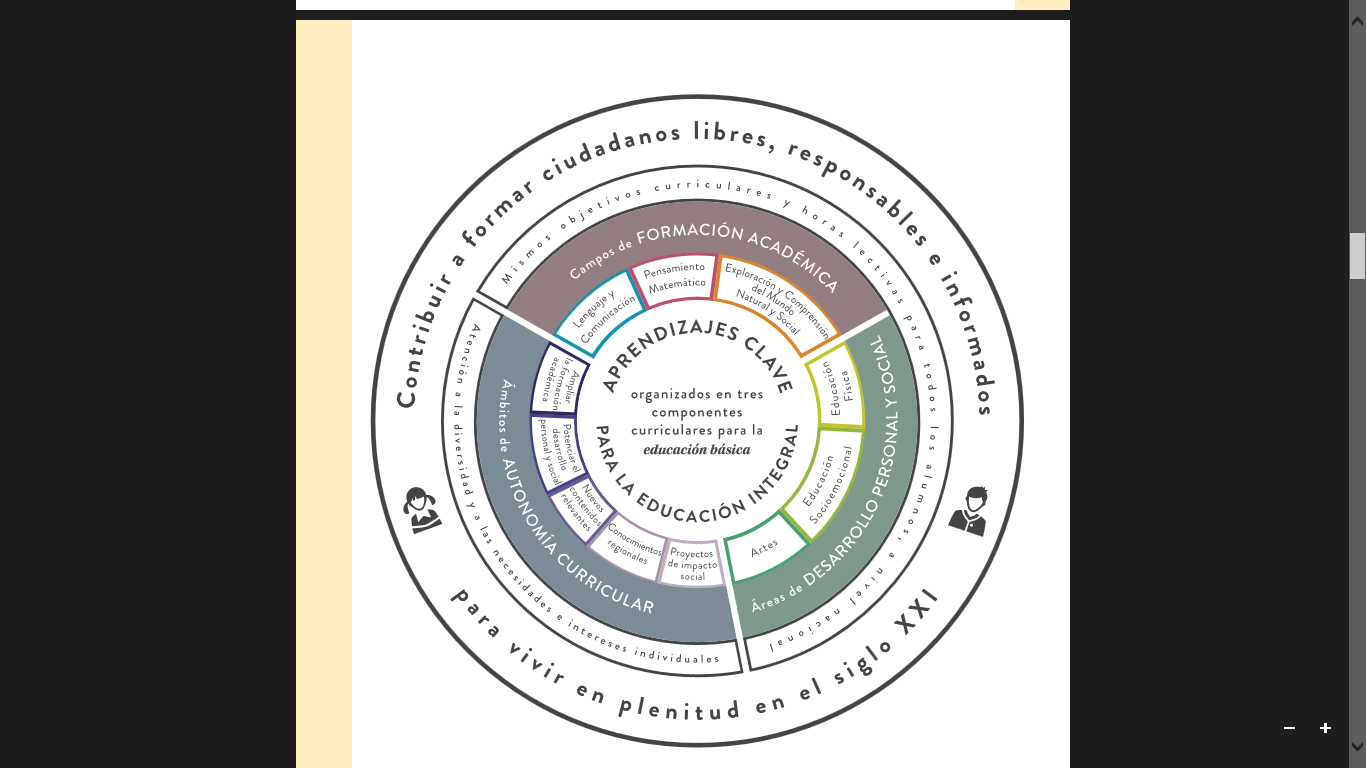 Contribuir a formar ciudadanos libres, responsables e informados
para vivir en plenitud en el siglo XXI
Mismos objetivos curriculares y horas lectivas para todos los alumnos, a nivel nacional
Atención a la diversidad y a las necesidades e intereses individuales
Campos de FORMACIÓN ACADÉMICA
Lenguaje y
Comunicación
Pensamiento
Matemático
Exploración y Comprensión
del Mundo
Natural y Social
Áreas de DESARROLLO PERSONAL Y SOCIAL
Educación
Física
Educación
Socioemocional
Artes
Ámbitos de AUTONOMÍA CURRICULAR
Ampliar
la formación
académica
Potenciar el
desarrollo
personal y social
Nuevos
contenidos
relevantes
Conocimientos
regionales
Proyectos
de impacto
social
APRENDIZAJES CLAVE
organizados en tres
componentes
curriculares para la
educación básica
PARA LA EDUCACIÓN INTEGRAL